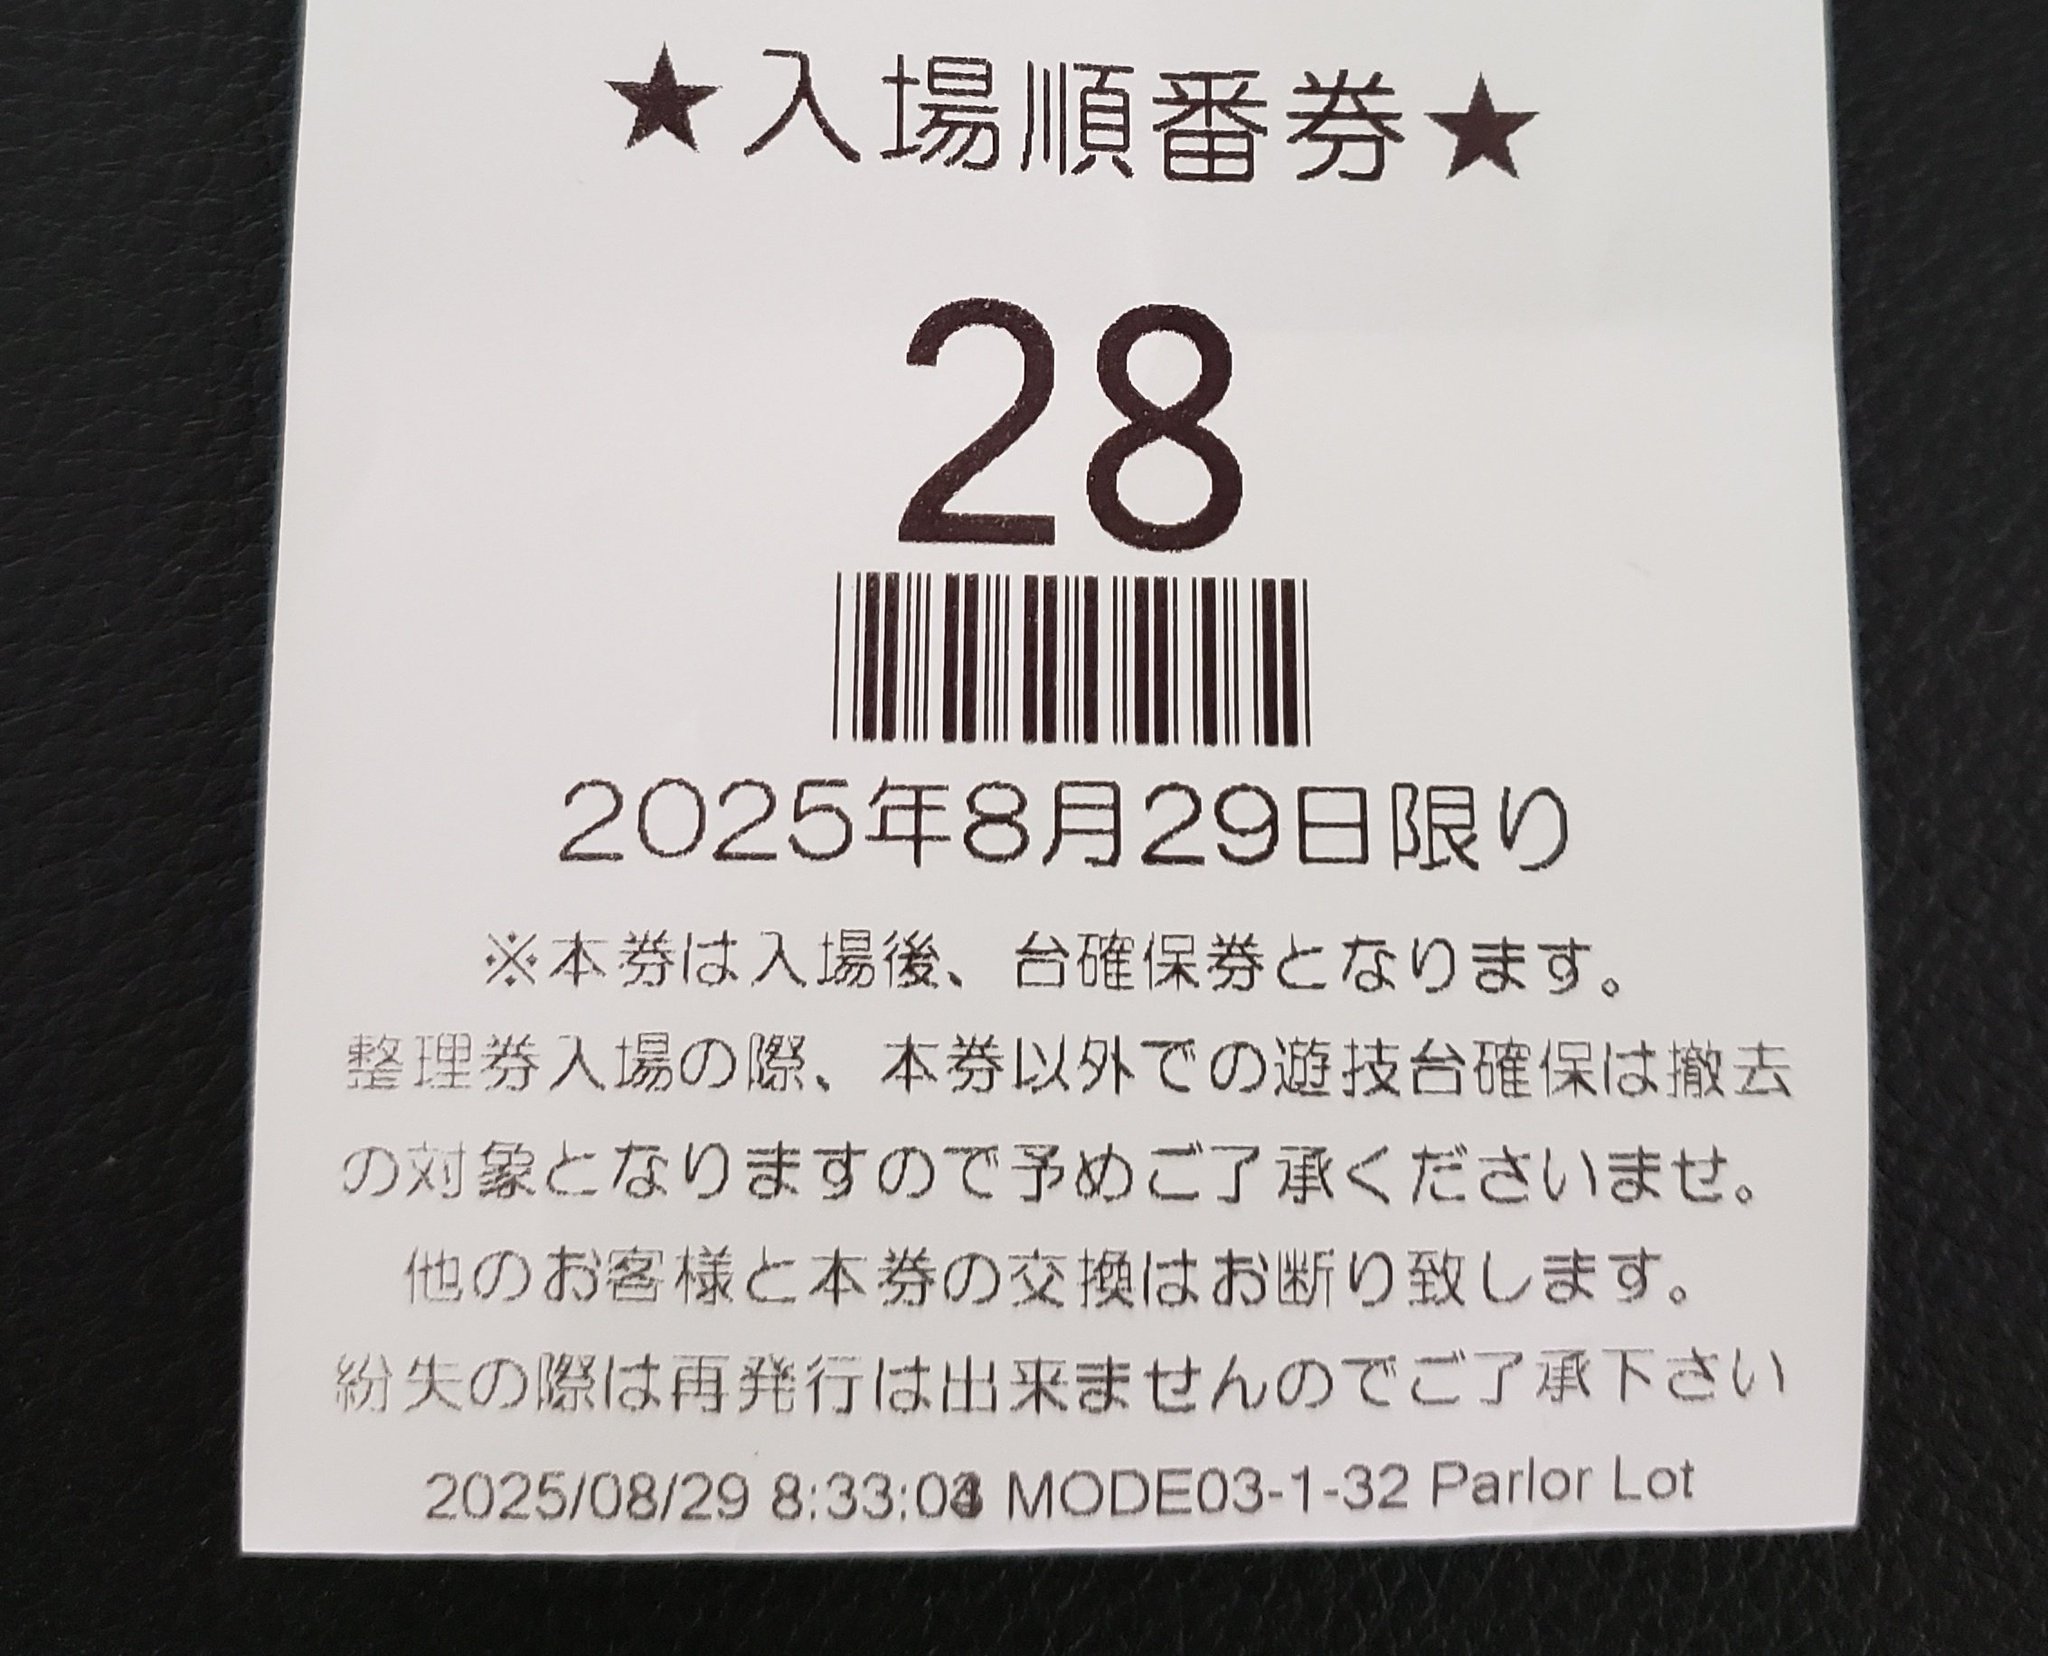 ★入場順番券★
28
2025年8月29日限り
※本券は入場後、台確保券となります。
整理券入場の際、本券以外での遊技台確保は撤去
の対象となりますので予めご了承くださいませ。
他のお客様と本券の交換はお断り致します。
紛失の際は再発行は出来ませんのでご了承下さい
2025/08/29 MODE03-1-32 Parlor Lot